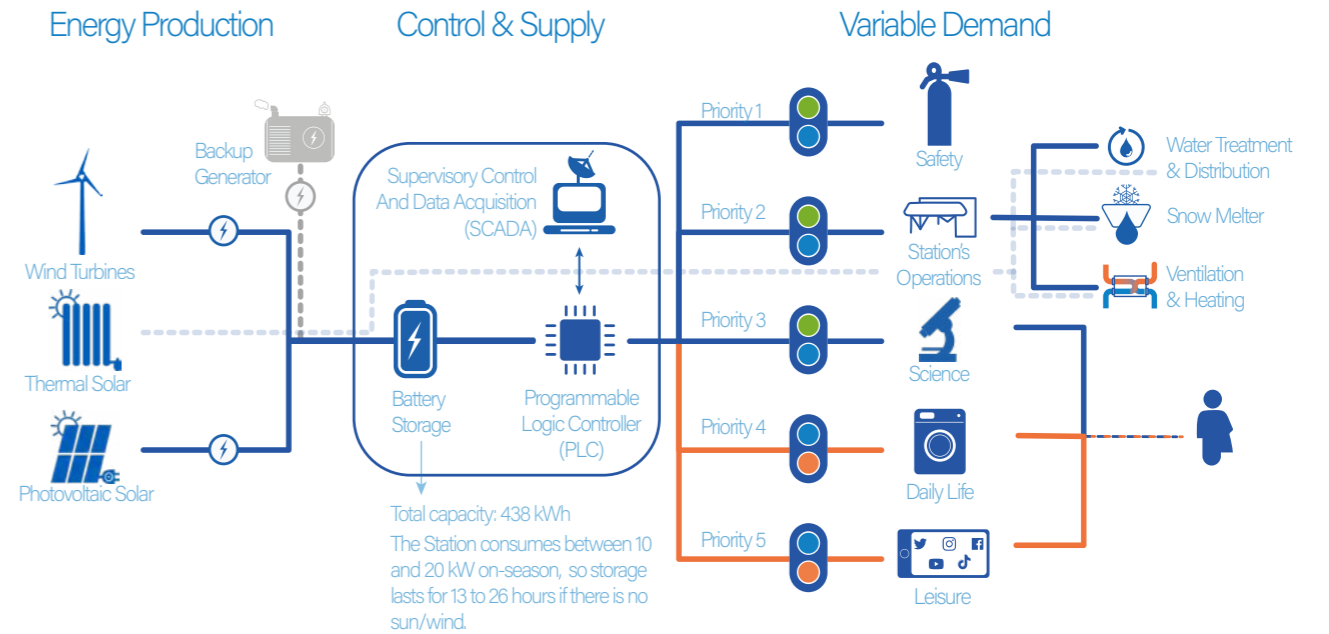 Energy Production
Control & Supply
Variable Demand
Backup
Generator
Wind Turbines
Thermal Solar
Photovoltaic Solar
Supervisory Control
And Data Acquisition
(SCADA)
Battery
Storage
Programmable
Logic Controller
(PLC)
Total capacity: 438 kWh
The Station consumes between 10
and 20 kW on-season, so storage
lasts for 13 to 26 hours if there is no
sun/wind.
Priority 1
Priority 2
Priority 3
Priority 4
Priority 5
Safety
Station's
Operations
Science
Daily Life
Leisure
Water Treatment
& Distribution
Snow Melter
Ventilation
& Heating